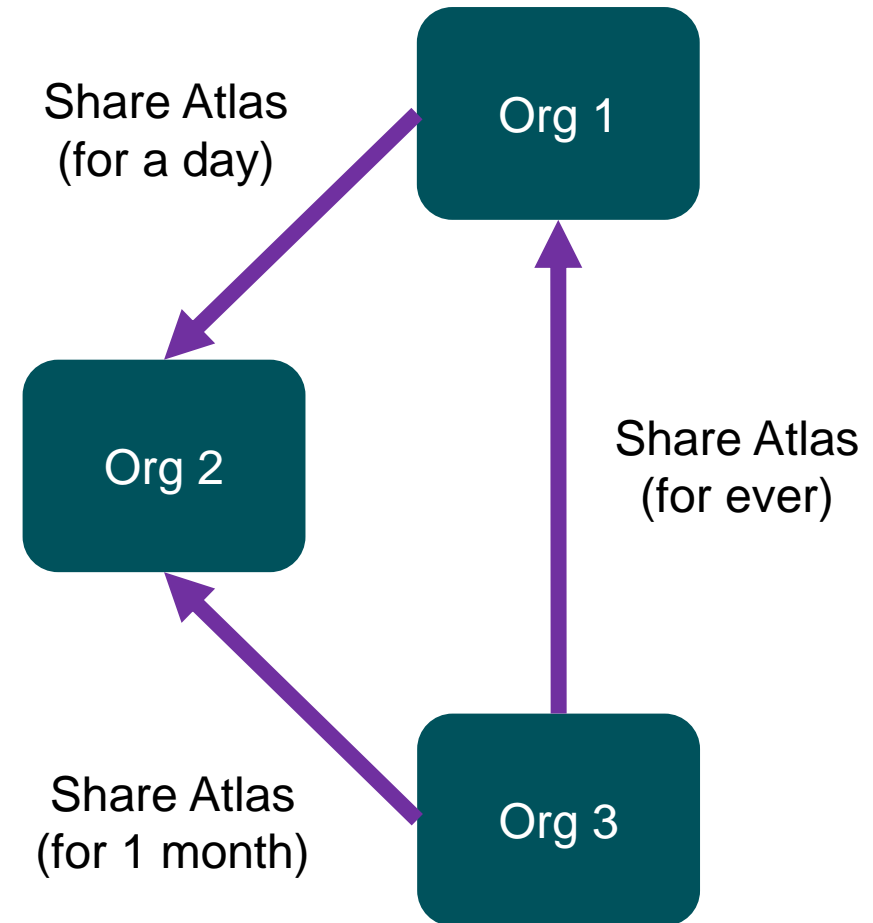 Share Atlas
(for a day)
Org 1
Org 2
Share Atlas
(for ever)
Share Atlas
(for 1 month)
Org 3